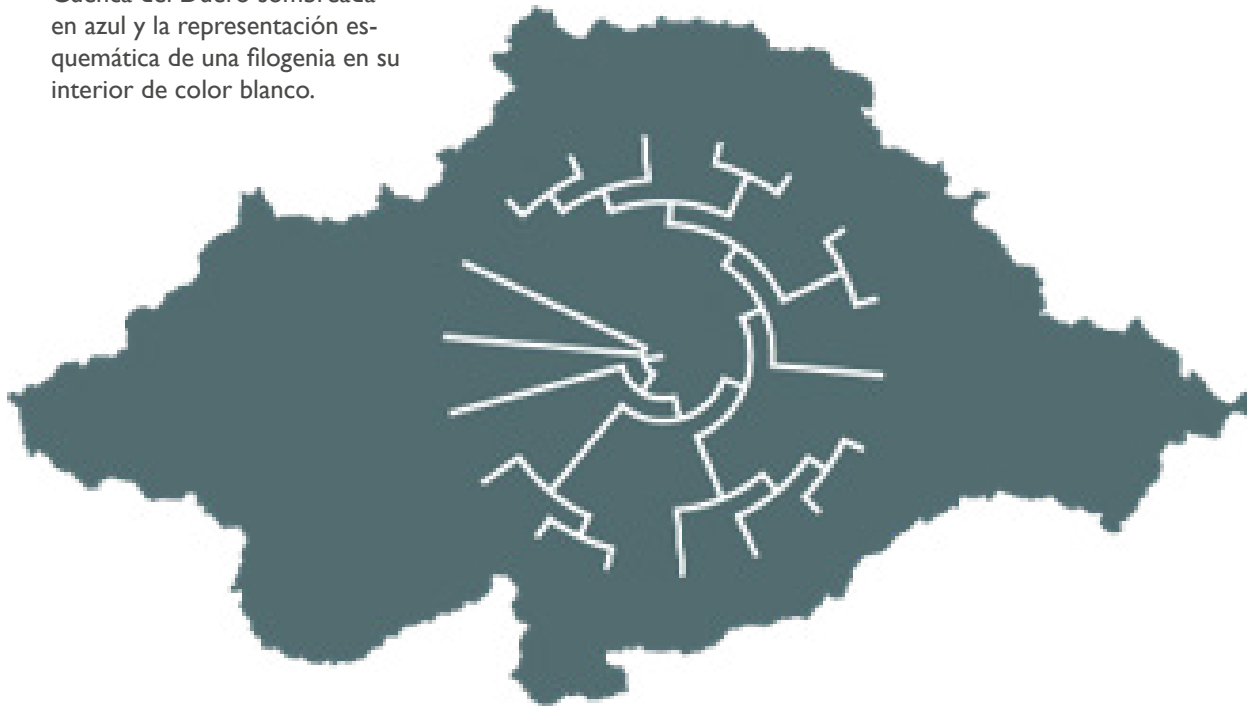 Cuenca del Duero sombreada
en azul y la representación es-
quemática de una filogenia en su
interior de color blanco.